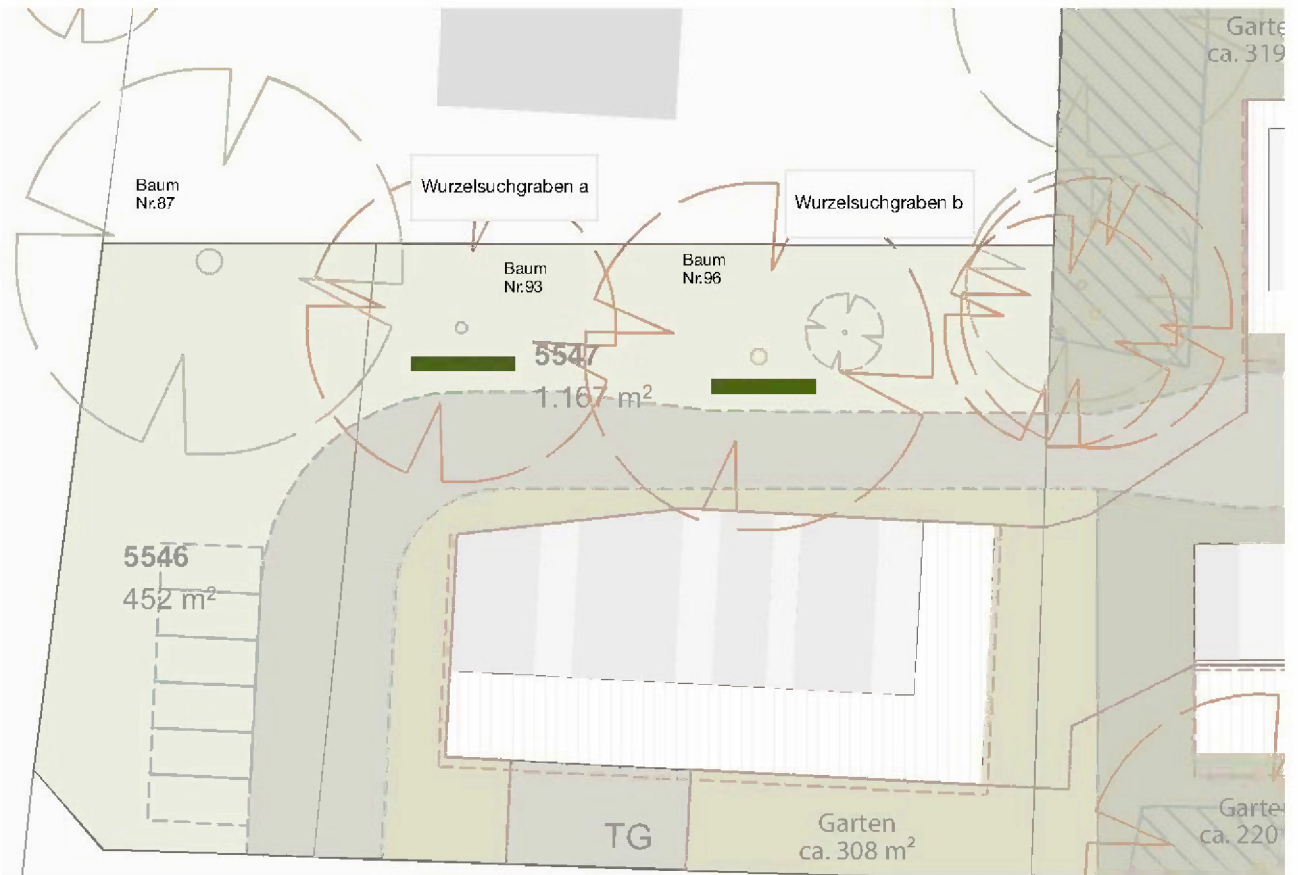 Garte
ca. 319
Baum
Nr.87
Wurzelsuchgraben a
Wurzelsuchgraben b
Baum
Nr.93
Baum
Nr.96
5547
1.167 m²
5546
452 m²
TG
Garten
ca. 308 m²
Garte
ca. 220